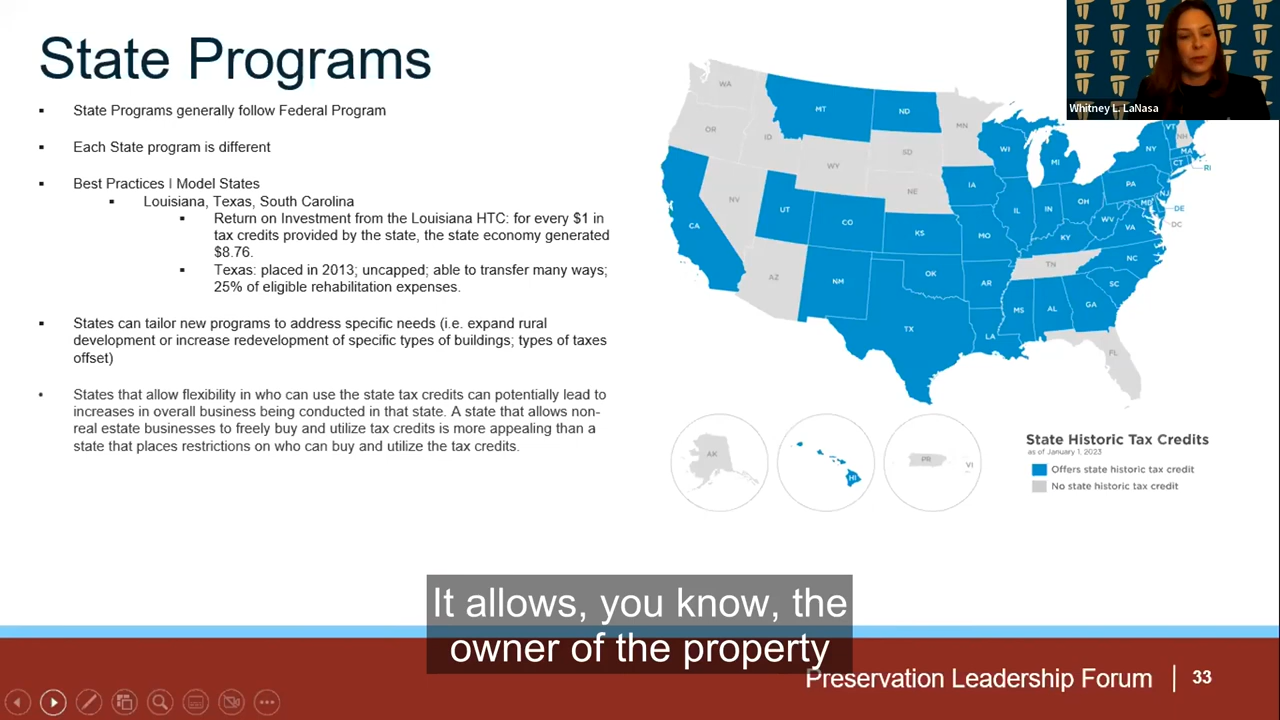 State Programs
▪ State Programs generally follow Federal Program
▪ Each State program is different
▪ Best Practices | Model States
▪ Louisiana, Texas, South Carolina
▪ Return on Investment from the Louisiana HTC: for every $1 in
tax credits provided by the state, the state economy generated
$8.76.
▪ Texas: placed in 2013; uncapped; able to transfer many ways;
25% of eligible rehabilitation expenses.
▪ States can tailor new programs to address specific needs (i.e. expand rural
development or increase redevelopment of specific types of buildings; types of taxes
offset)
• States that allow flexibility in who can use the state tax credits can potentially lead to
increases in overall business being conducted in that state. A state that allows non-
real estate businesses to freely buy and utilize tax credits is more appealing than a
state that places restrictions on who can buy and utilize the tax credits.
Whitney L. LaNasa
WA
MT
ND
MN
OR
ID
WI
MI
VT
NH
NY
MA
CT
RI
SD
WY
IA
NE
PA
NJ
NV
UT
CO
IL
IN
OH
MD
DE
DC
WV
VA
CA
KS
MO
KY
NC
AZ
NM
OK
AR
TN
SC
MS
AL
GA
TX
LA
FL
AK
HI
PR
VI
State Historic Tax Credits
as of January 1, 2023
Offers state historic tax credit
No state historic tax credit
It allows, you know, the
owner of the property
Preservation Leadership Forum | 33